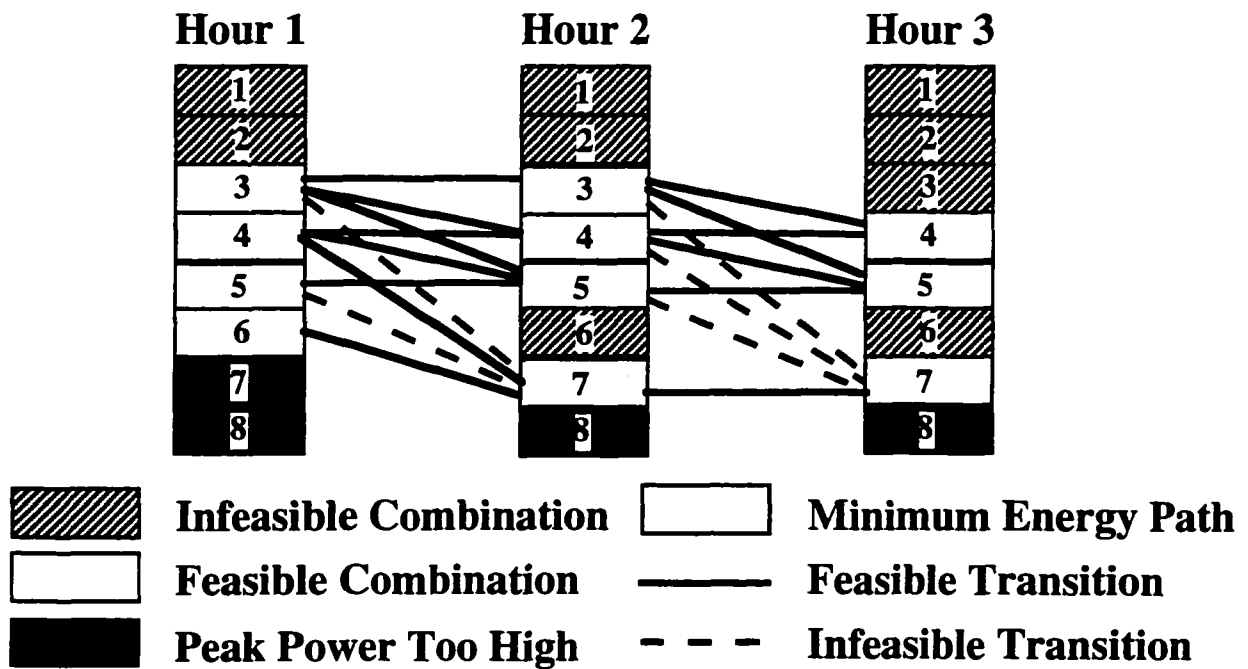 Hour 1 Hour 2 Hour 3
1 1 1
2 2 2
3 3 3
4 4 4
5 5 5
6 6 6
7 7 7
8 8 8
Infeasible Combination Minimum Energy Path
Feasible Combination Feasible Transition
Peak Power Too High Infeasible Transition